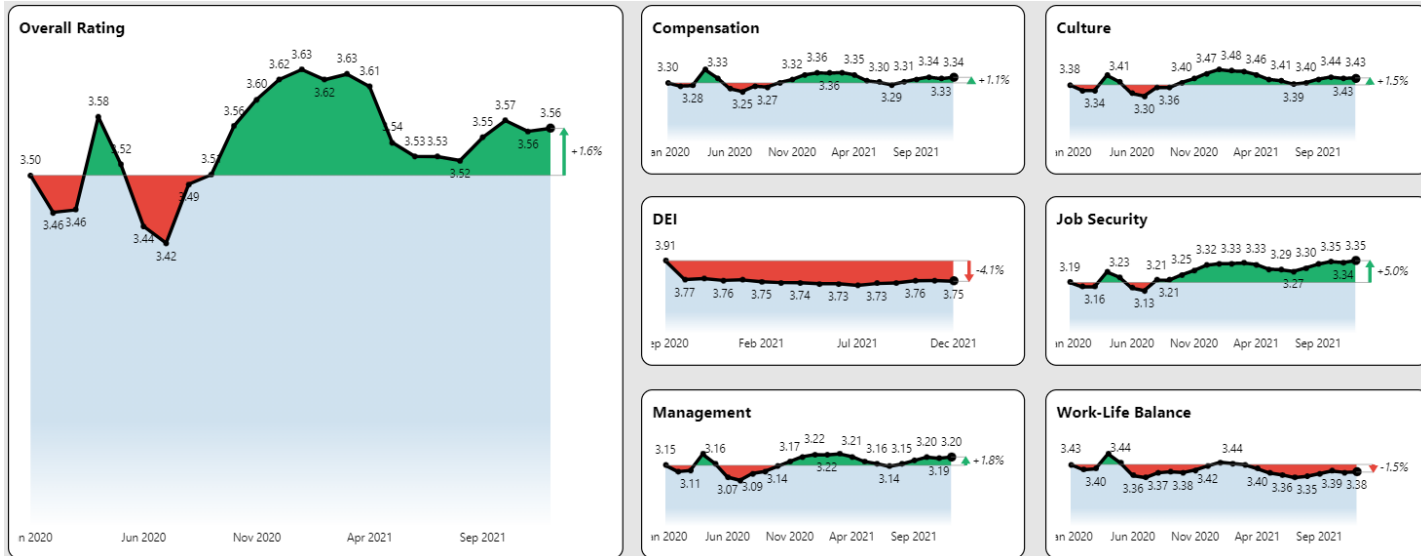 Overall Rating
3.50
3.46
3.46
3.58
3.52
3.44
3.42
3.49
3.56
3.60
3.62
3.63
3.62
3.63
3.61
3.54
3.53
3.53
3.52
3.55
3.57
3.56
3.56
+1.6%
n 2020 Jun 2020 Nov 2020 Apr 2021 Sep 2021
Compensation
3.30 3.33 3.32 3.36 3.35 3.30 3.31 3.34 3.34
3.28 3.25 3.27 3.36 3.29 3.33
+1.1%
an 2020 Jun 2020 Nov 2020 Apr 2021 Sep 2021
Culture
3.38 3.41 3.40 3.47 3.48 3.46 3.41 3.40 3.44 3.43
3.34 3.30 3.36 3.39 3.43
+1.5%
an 2020 Jun 2020 Nov 2020 Apr 2021 Sep 2021
DEI
3.91
3.77 3.76 3.75 3.74 3.73 3.73 3.76 3.75
-4.1%
ep 2020 Feb 2021 Jul 2021 Dec 2021
Job Security
3.19 3.23 3.21 3.25 3.32 3.33 3.33 3.29 3.30 3.35 3.35
3.16 3.13 3.21 3.27 3.34
+5.0%
an 2020 Jun 2020 Nov 2020 Apr 2021 Sep 2021
Management
3.15 3.16 3.17 3.22 3.21 3.16 3.15 3.20 3.20
3.11 3.07 3.09 3.14 3.22 3.14 3.19
+1.8%
an 2020 Jun 2020 Nov 2020 Apr 2021 Sep 2021
Work-Life Balance
3.43 3.44 3.44
3.40 3.36 3.37 3.38 3.42 3.40 3.36 3.35 3.39 3.38
-1.5%
an 2020 Jun 2020 Nov 2020 Apr 2021 Sep 2021